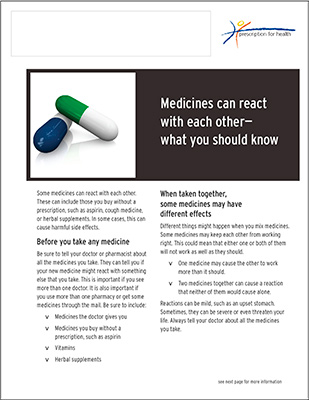 prescription for health
Medicines can react
with each other—
what you should know
Some medicines can react with each other.
These can include those you buy without a
prescription, such as aspirin, cough medicine,
or herbal supplements. In some cases, this can
cause harmful side effects.
Before you take any medicine
Be sure to tell your doctor or pharmacist about
all the medicines you take. They can tell you if
your new medicine might react with something
else that you take. This is important if you see
more than one doctor. It is also important if
you use more than one pharmacy or get some
medicines through the mail. Be sure to include:
v Medicines the doctor gives you
v Medicines you buy without a
prescription, such as aspirin
v Vitamins
v Herbal supplements
When taken together,
some medicines may have
different effects
Different things might happen when you mix medicines.
Some medicines may keep each other from working
right. This could mean that either one or both of them
will not work as well as they should.
v One medicine may cause the other to work
more than it should.
v Two medicines together can cause a reaction
that neither of them would cause alone.
Reactions can be mild, such as an upset stomach.
Sometimes, they can be severe or even threaten your
life. Always tell your doctor about all the medicines
you take.
see next page for more information